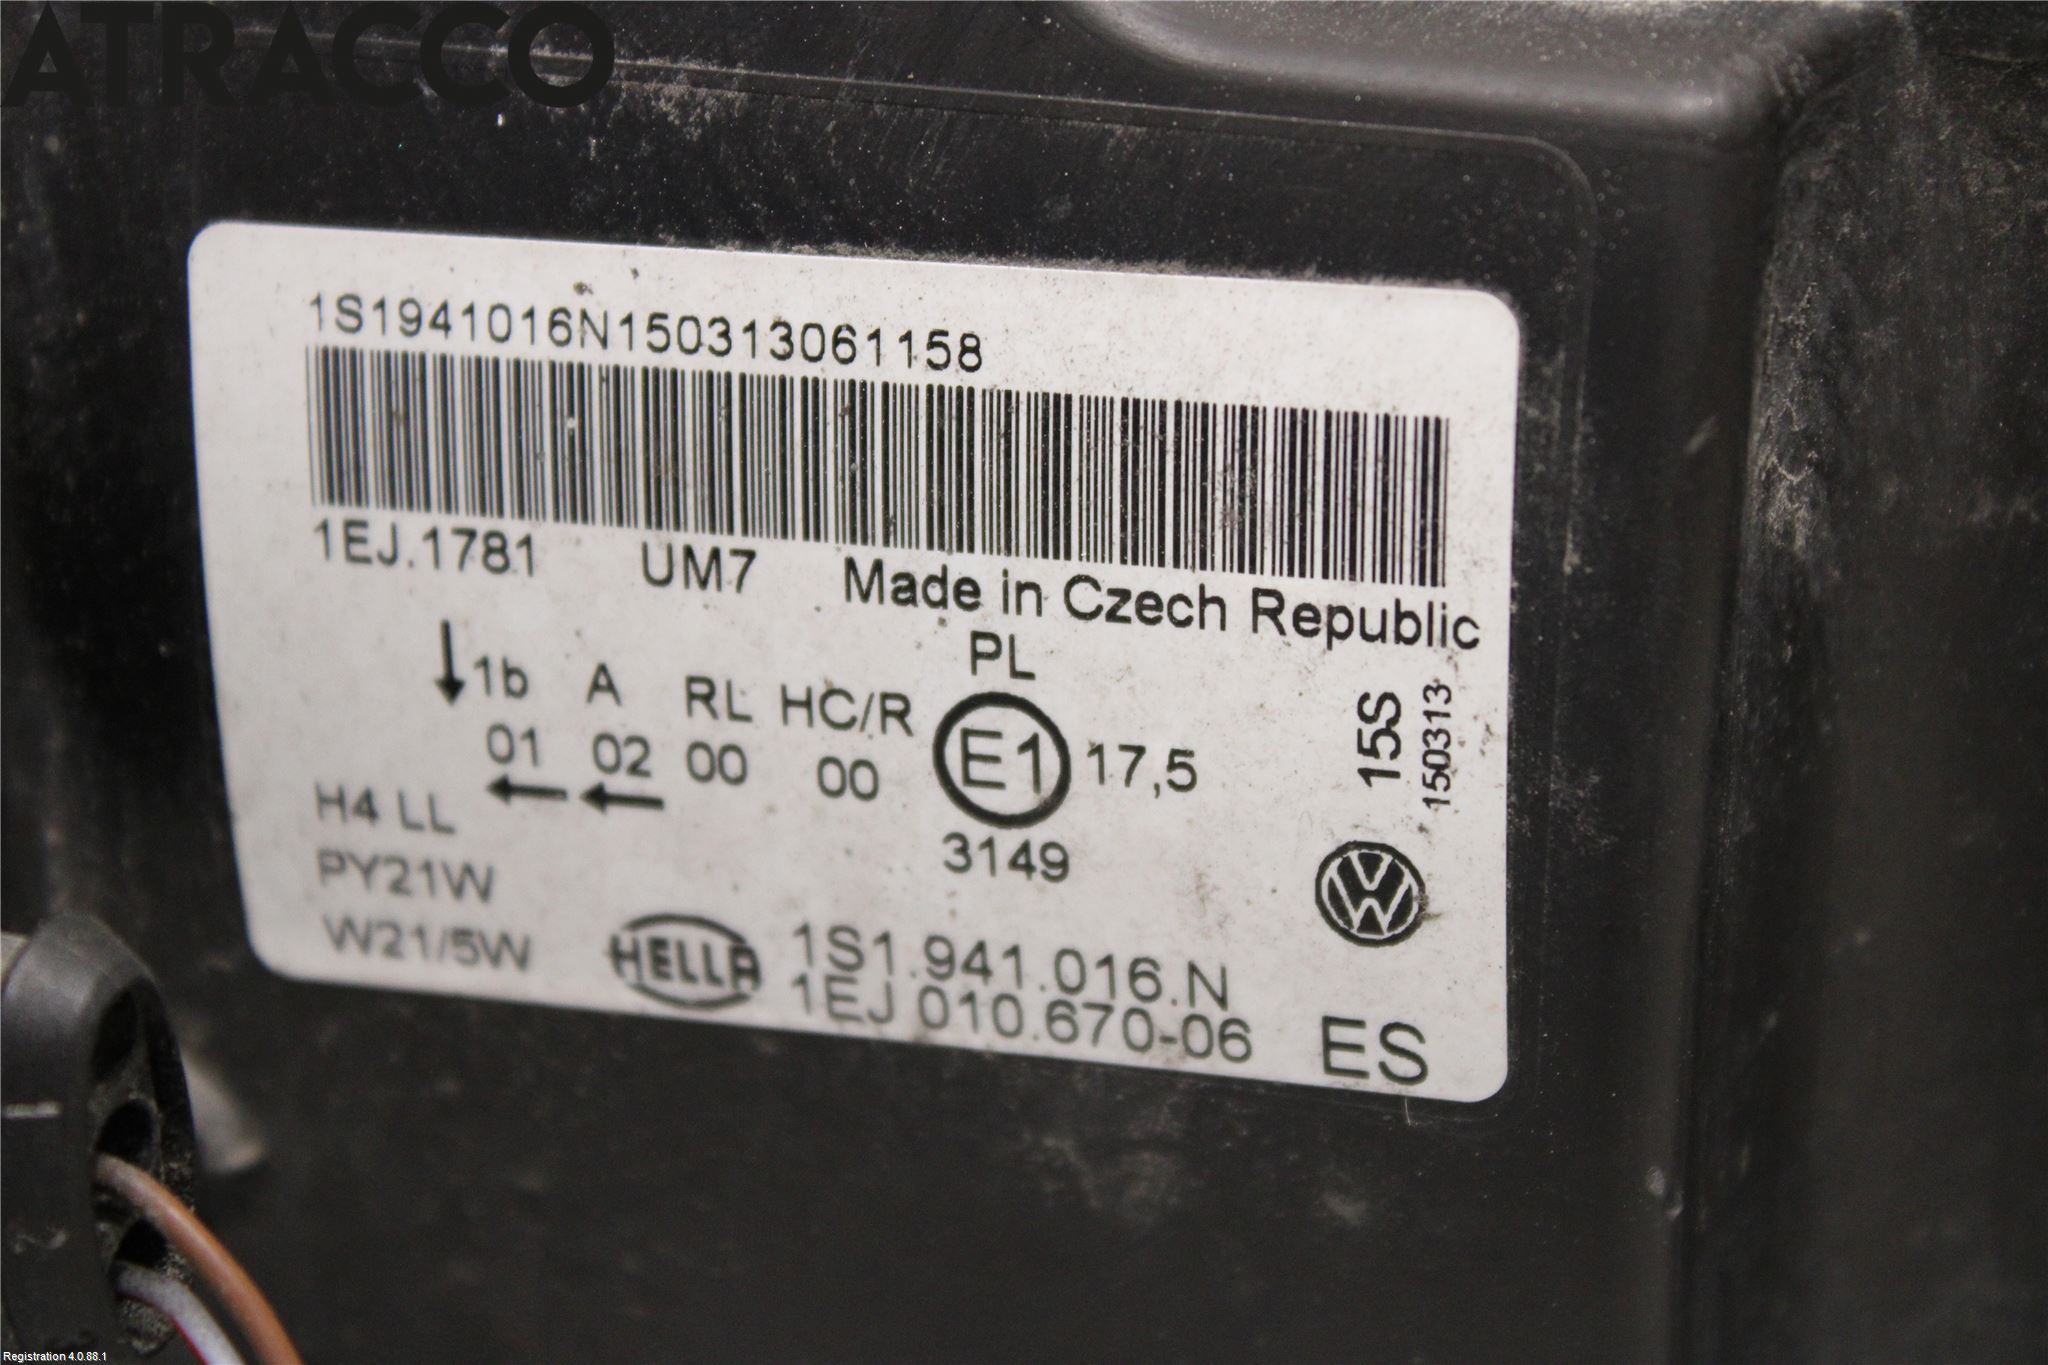 ATRACCO
1S1941016N150313061158
1EJ.1781 UM7 Made in Czech Republic
PL
↓ 1b A RL HC/R
01 02 00 00 E1 17,5
← ←
3149
15S
150313
H4 LL
PY21W
W21/5W
HELLA
1S1.941.016.N
1EJ 010.670-06
VW
ES
Registration 4.0.88.1